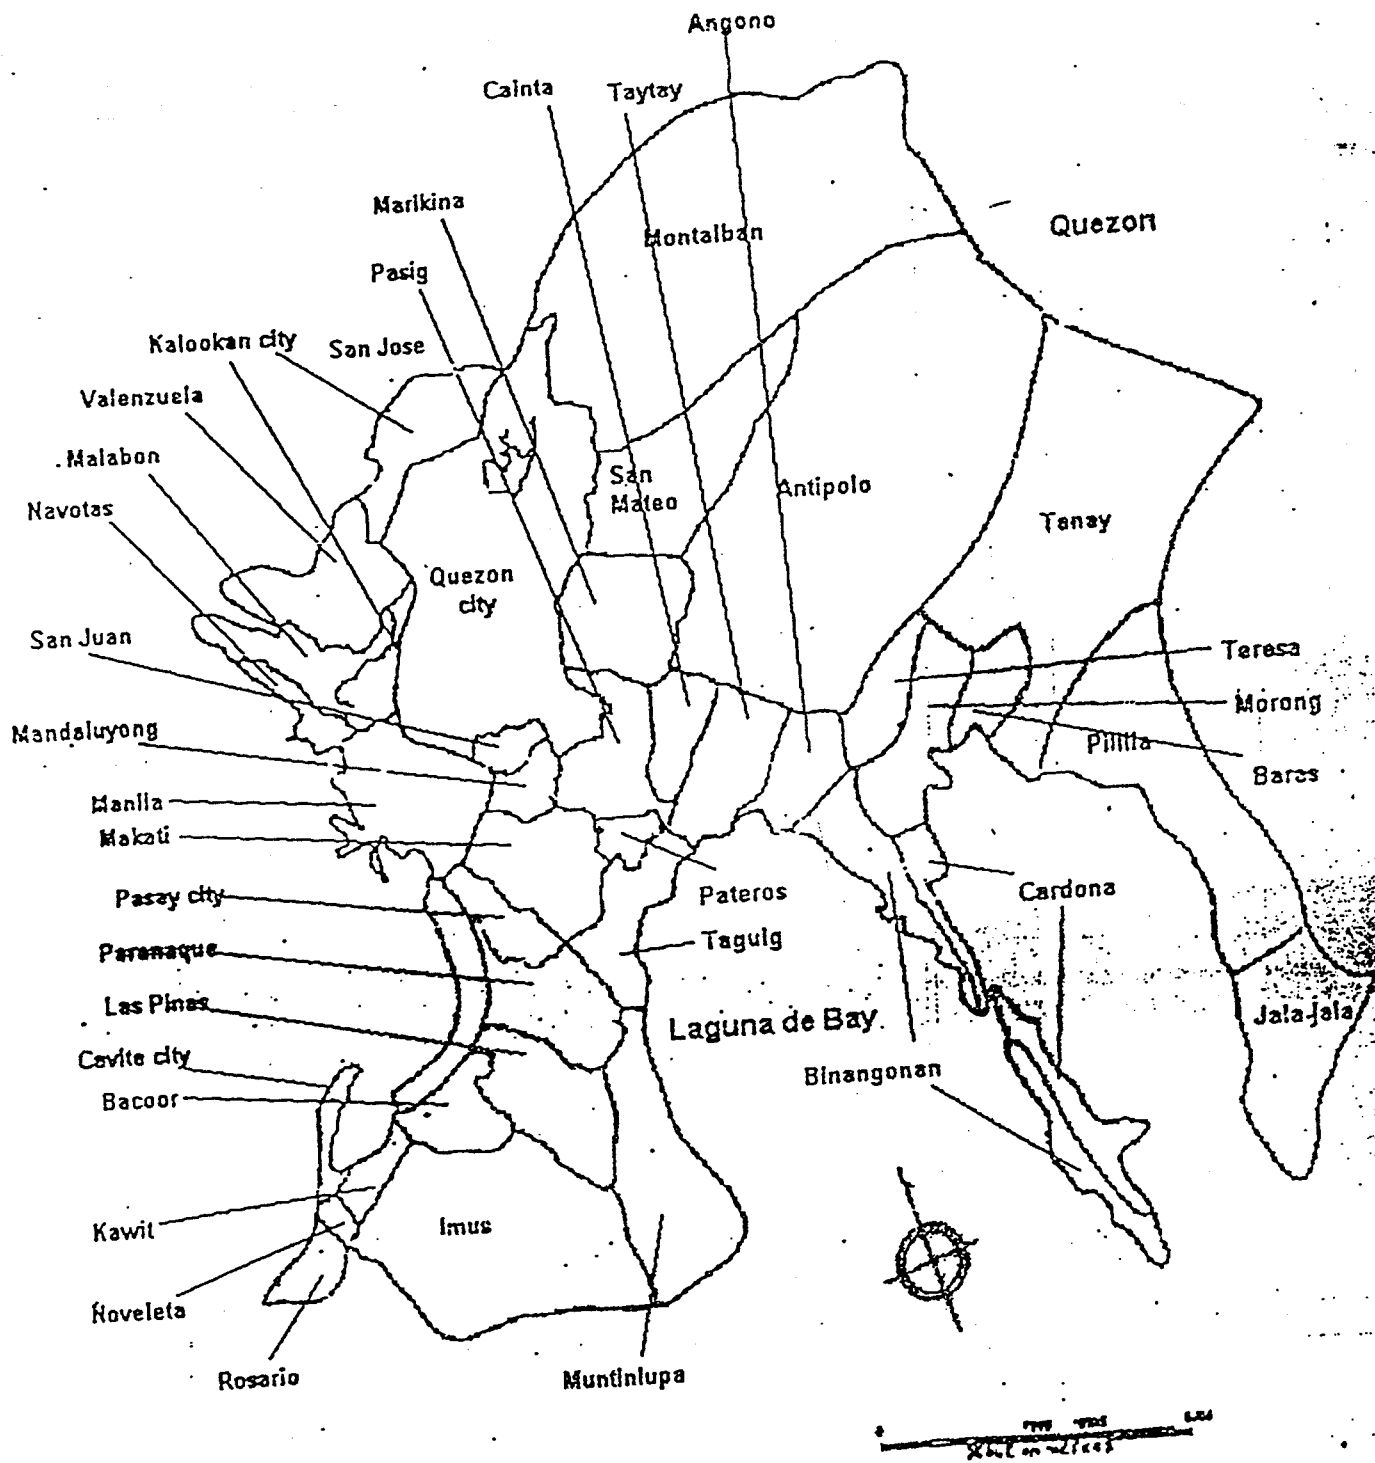 Angono
Cainta
Taytay
Marikina
Montalban
Quezon
Pasig
Kalookan city
San Jose
Valenzuela
Malabon
San
Mateo
Antipolo
Navotas
Tanay
Quezon
city
San Juan
Teresa
Morong
Mandaluyong
Pililla
Baras
Manila
Makati
Pasay city
Pateros
Cardona
Taguig
Paranaque
Las Pinas
Laguna de Bay
Jala-jala
Cavite city
Binangonan
Bacoor
Kawit
Imus
Noveleta
Rosario
Muntinlupa
0